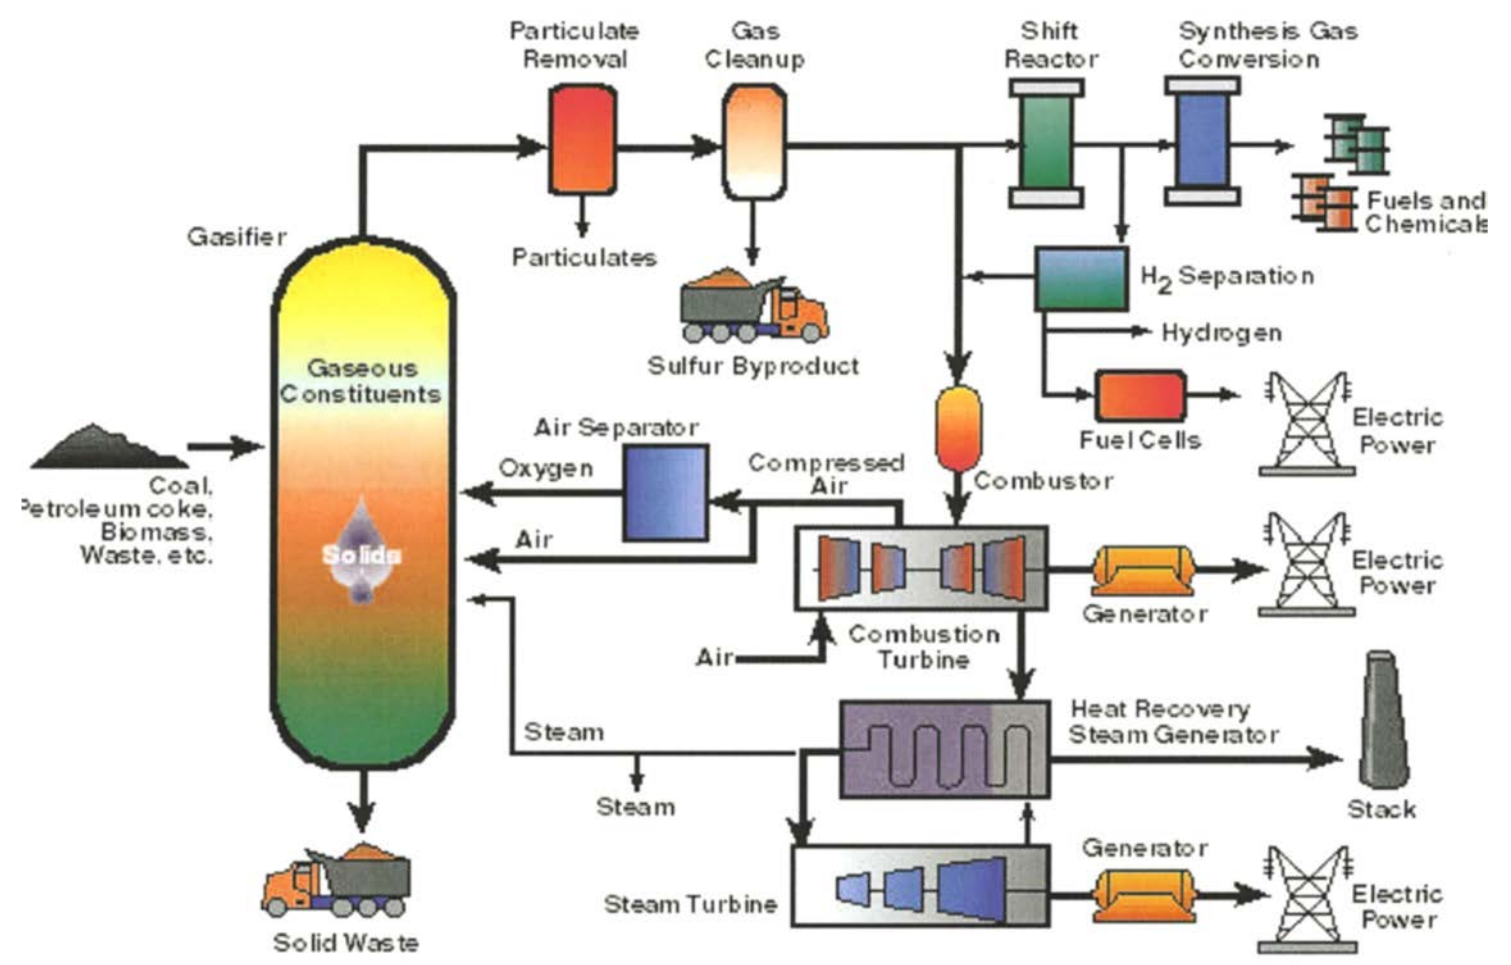 Particulate
Removal
Gas
Cleanup
Shift
Reactor
Synthesis Gas
Conversion
Fuels and
Chemicals
Gasifier
Particulates
H2 Separation
Sulfur Byproduct
Hydrogen
Gaseous
Constituents
Fuel Cells
Electric
Power
Air Separator
Oxygen
Compressed
Air
Combustor
Coal,
Petroleum coke,
Biomass,
Waste, etc.
Solids
Air
Generator
Electric
Power
Air
Combustion
Turbine
Steam
Heat Recovery
Steam Generator
Steam
Stack
Generator
Steam Turbine
Electric
Power
Solid Waste